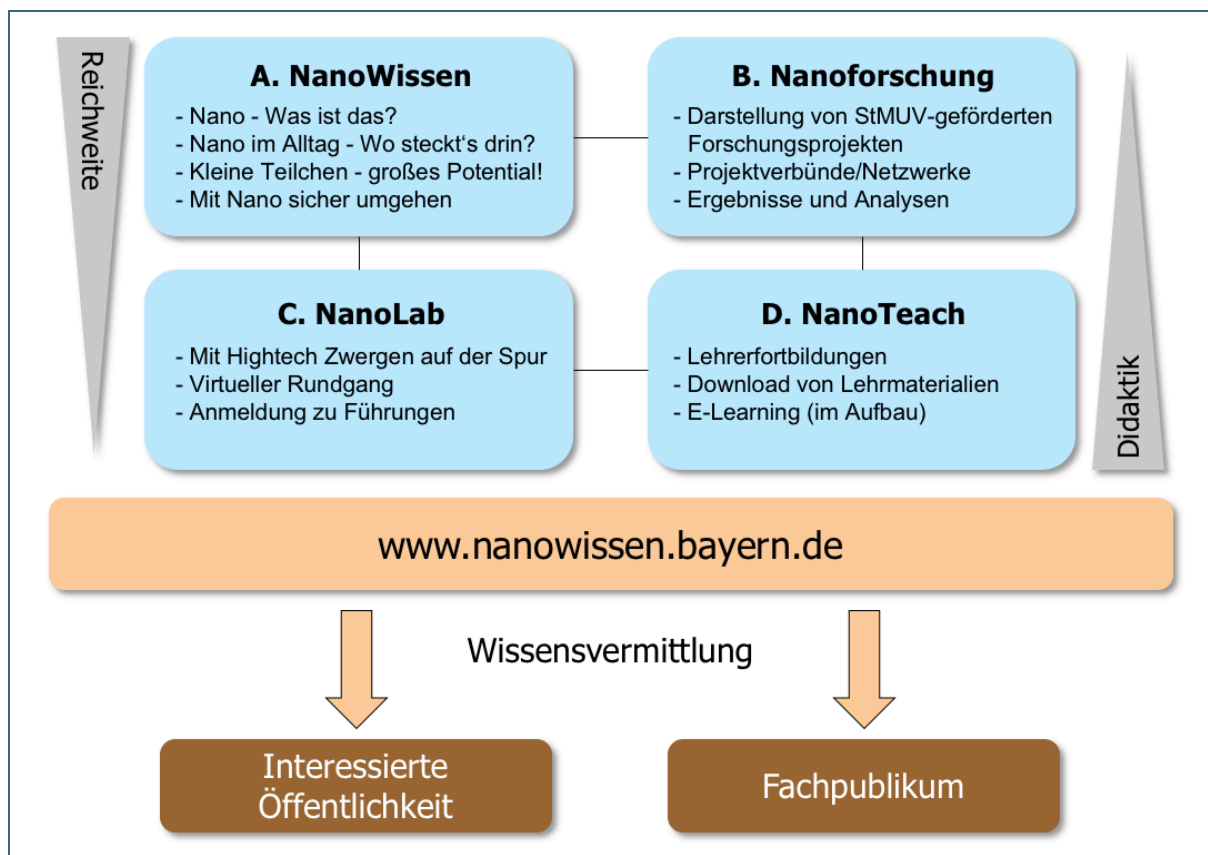 Reichweite
A. NanoWissen
- Nano - Was ist das?
- Nano im Alltag - Wo steckt‘s drin?
- Kleine Teilchen - großes Potential!
- Mit Nano sicher umgehen
B. Nanoforschung
- Darstellung von StMUV-geförderten
Forschungsprojekten
- Projektverbünde/Netzwerke
- Ergebnisse und Analysen
C. NanoLab
- Mit Hightech Zwergen auf der Spur
- Virtueller Rundgang
- Anmeldung zu Führungen
D. NanoTeach
- Lehrerfortbildungen
- Download von Lehrmaterialien
- E-Learning (im Aufbau)
Didaktik
www.nanowissen.bayern.de
Wissensvermittlung
Interessierte
Öffentlichkeit
Fachpublikum